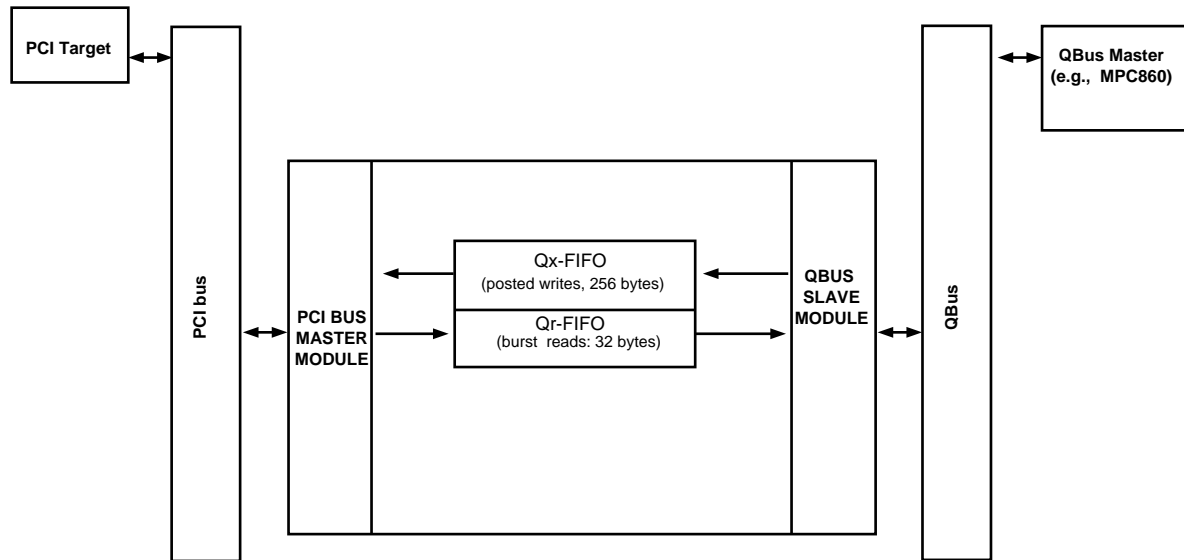 PCI Target
QBus Master
(e.g., MPC860)
PCI bus
PCI BUS
MASTER
MODULE
Qx-FIFO
(posted writes, 256 bytes)
Qr-FIFO
(burst reads: 32 bytes)
QBUS
SLAVE
MODULE
QBus